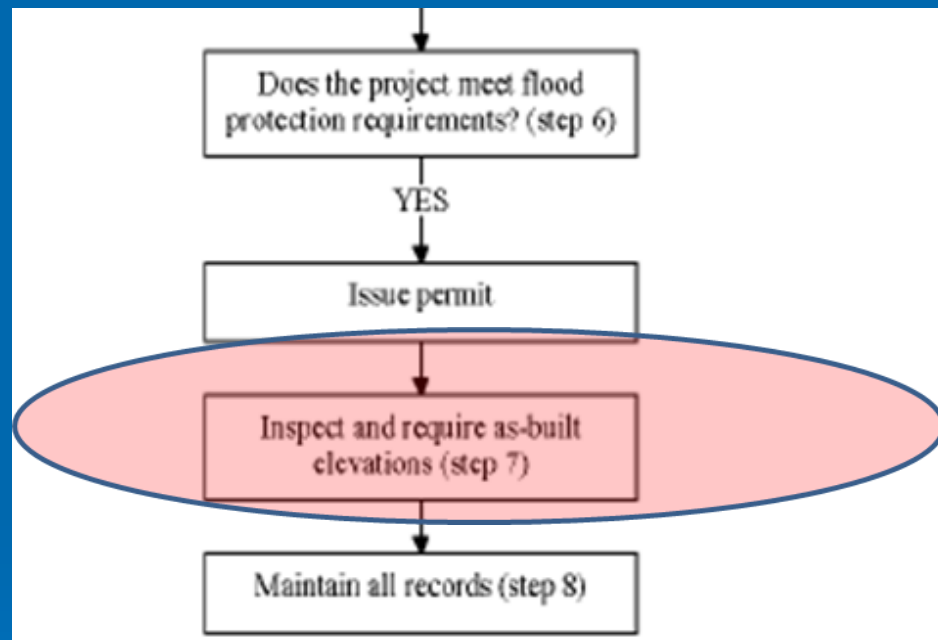 Does the project meet flood
protection requirements? (step 6)
YES
Issue permit
Inspect and require as-built
elevations (step 7)
Maintain all records (step 8)